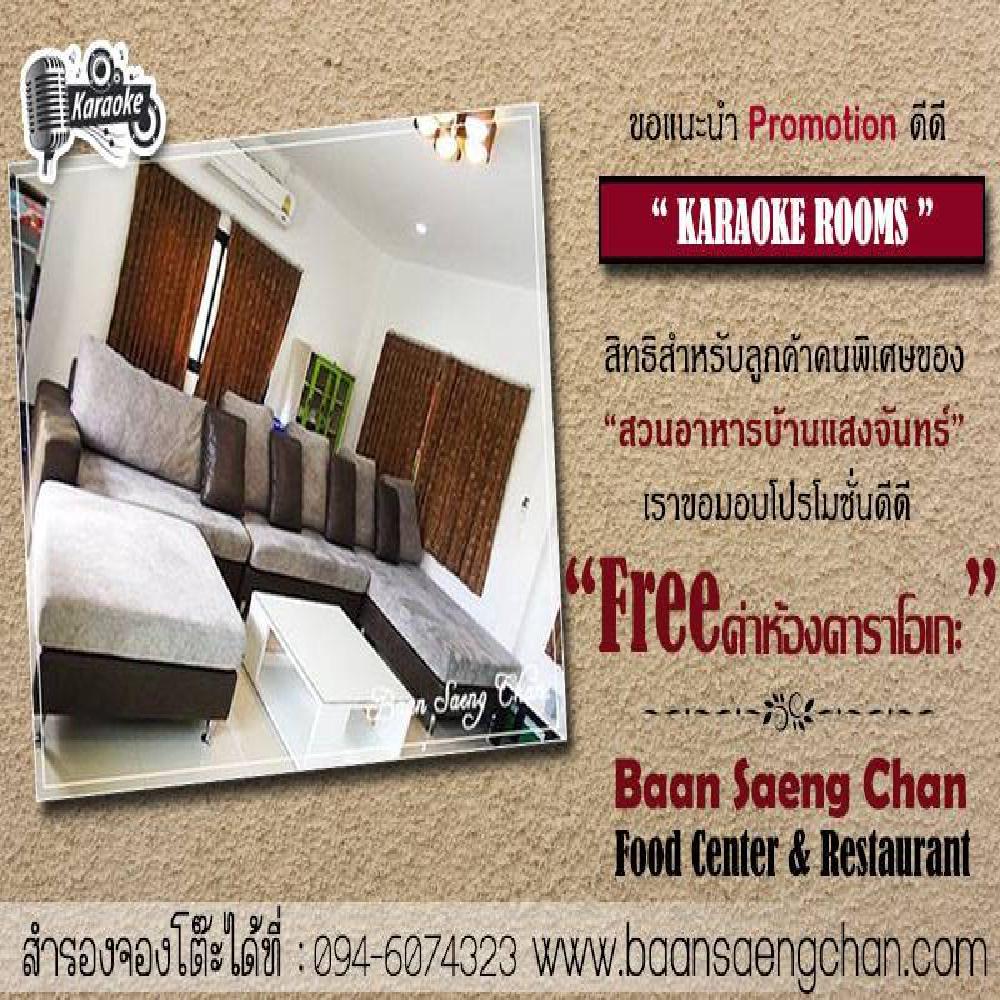 Karaoke
ขอแนะนำ Promotion ดีดี
“ KARAOKE ROOMS ”
สิทธิสำหรับลูกค้าคนพิเศษของ
“สวนอาหารบ้านแสงจันทร์”
เราขอมอบโปรโมชั่นดีดี
“Freeค่าห้องคาราโอเกะ”
Baan Saeng Chan
Baan Saeng Chan
Food Center & Restaurant
สำรองจองโต๊ะได้ที่ : 094-6074323 www.baansaengchan.com